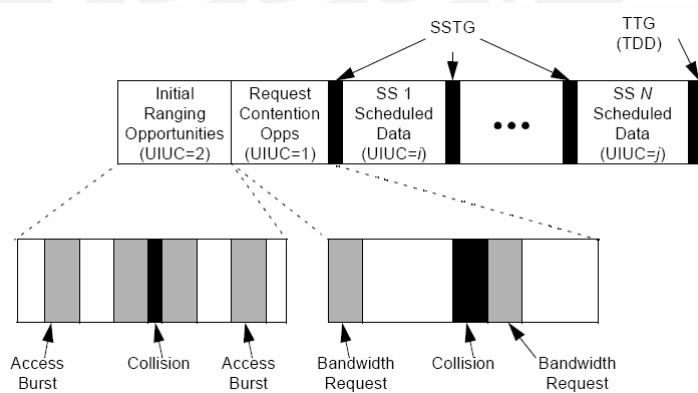 SSTG
TTG
(TDD)
Initial
Ranging
Opportunities
(UIUC=2)
Request
Contention
Opps
(UIUC=1)
SS 1
Scheduled
Data
(UIUC=i)
•••
SS N
Scheduled
Data
(UIUC=j)
Access
Burst
Collision
Access
Burst
Bandwidth
Request
Collision
Bandwidth
Request